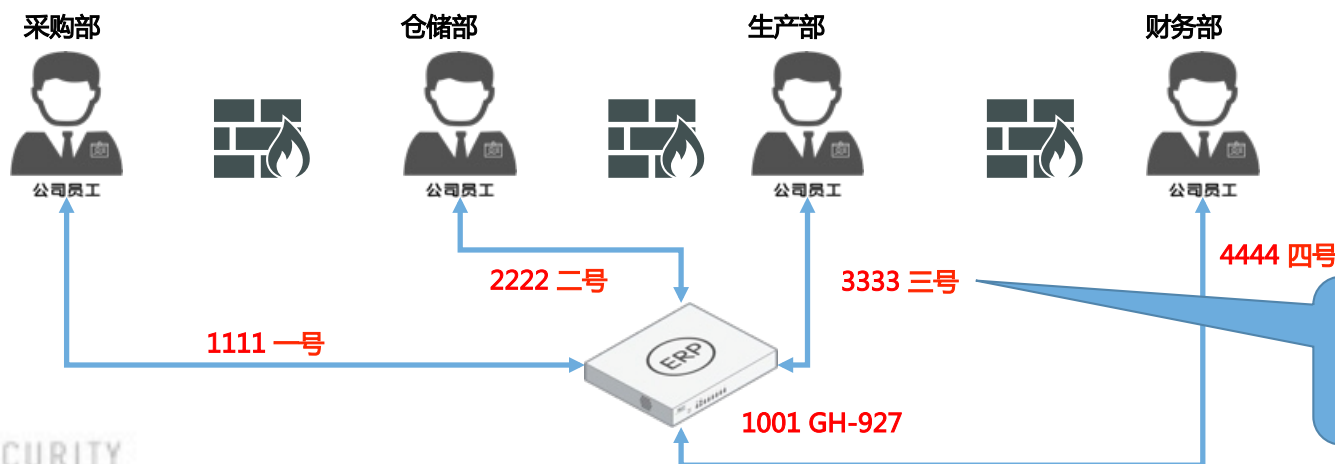 采购部
仓储部
生产部
财务部
公司员工
公司员工
公司员工
公司员工
4444 四号
2222 二号
3333 三号
1111 一号
ERP
1001 GH-927
CURITY